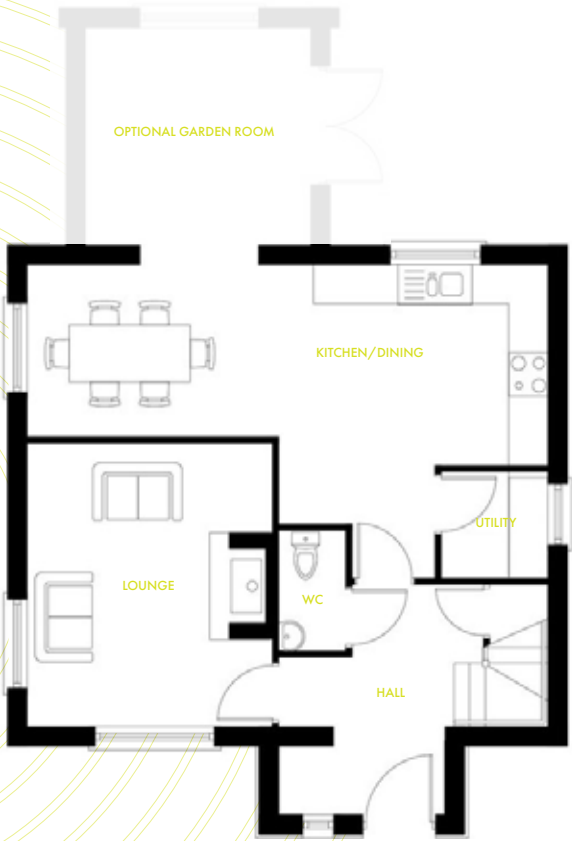 OPTIONAL GARDEN ROOM
KITCHEN/DINING
UTILITY
LOUNGE
WC
HALL